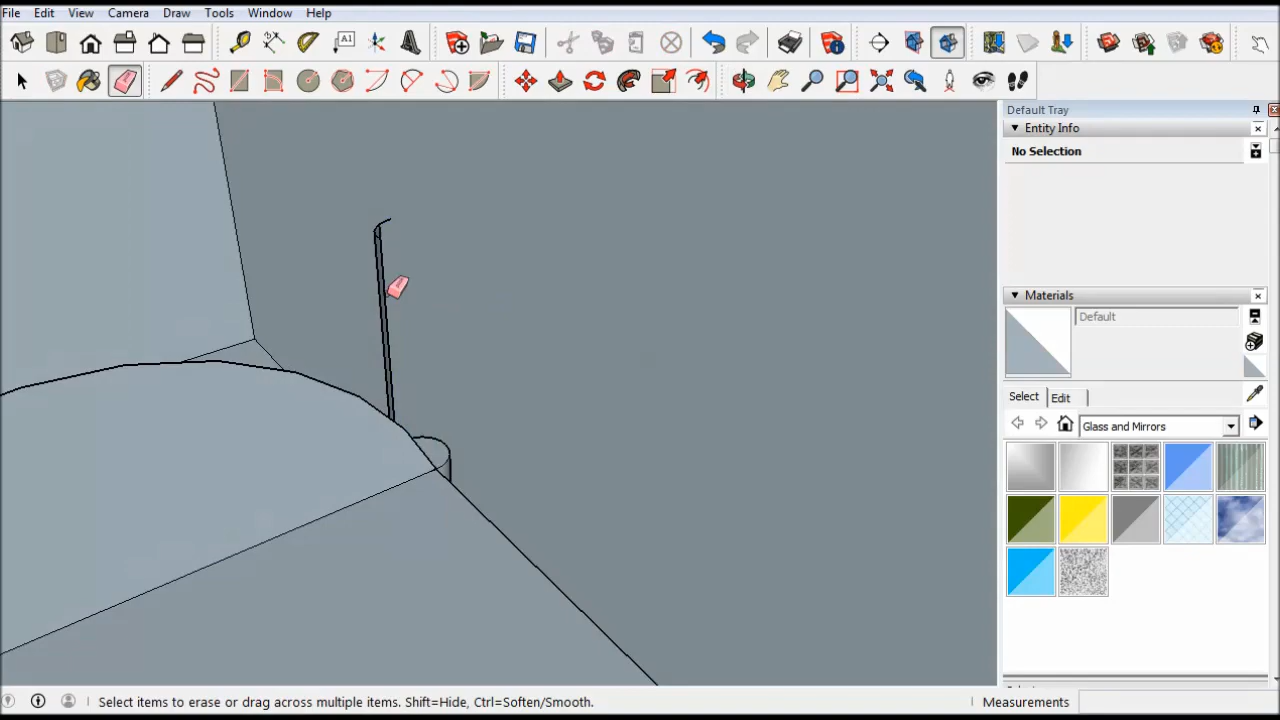 File Edit View Camera Draw Tools Window Help
A1
Default Tray
Entity Info
No Selection
Materials
Default
Select Edit
Glass and Mirrors
Select items to erase or drag across multiple items. Shift=Hide, Ctrl=Soften/Smooth.
Measurements